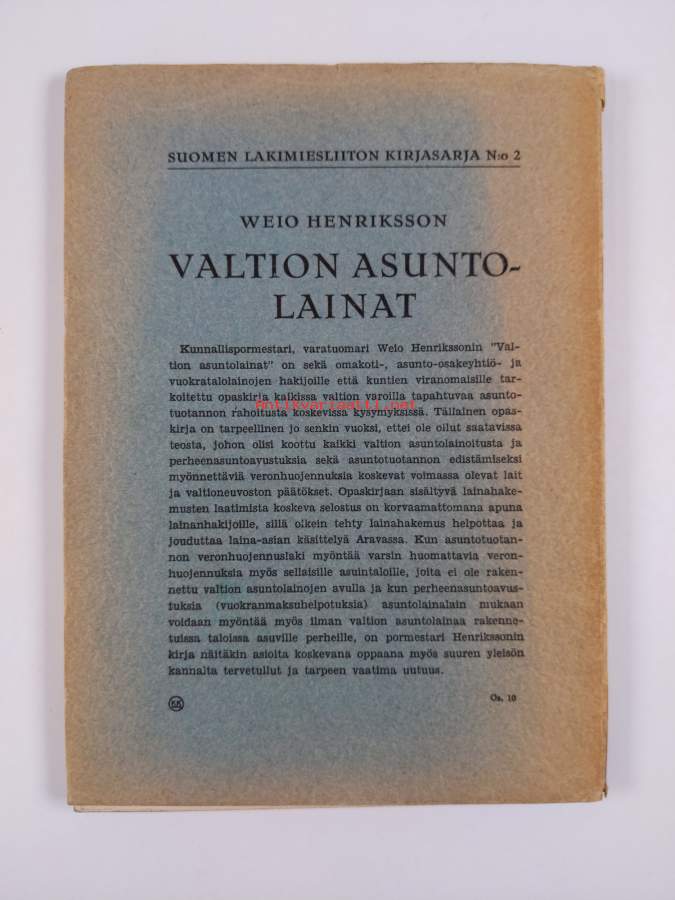 SUOMEN LAKIMIESLIITON KIRJASARJA N:o 2
WEIO HENRIKSSON
VALTION ASUNTO-
LAINAT
Kunnallispormestari, varatuomari Weio Henrikssonin "Val-
tion asuntolainat" on sekä omakoti-, asunto-osakeyhtiö- ja
vuokratalolainojen hakijoille että kuntien viranomaisille tar-
koitettu opaskirja kaikissa valtion varoilla tapahtuvaa asunto-
Antikvariaatti.net
tuotannon rahoitusta koskevissa kysymyksissä. Tällainen opas-
kirja on tarpeellinen jo senkin vuoksi, ettei ole ollut saatavissa
teosta, johon olisi koottu kaikki valtion asuntolainoitusta ja
perheenasuntoavustuksia sekä asuntotuotannon edistämiseksi
myönnettäviä veronhuojennuksia koskevat voimassa olevat lait
ja valtioneuvoston päätökset. Opaskirjaan sisältyvä lainahake-
musten laatimista koskeva selostus on korvaamattomana apuna
lainanhakijoille, sillä oikein tehty lainahakemus helpottaa ja
jouduttaa laina-asian käsittelyä Aravassa. Kun asuntotuotan-
non veronhuojennuslaki myöntää varsin huomattavia veron-
huojennuksia myös sellaisille asuintaloille, joita ei ole raken-
nettu valtion asuntolainojen avulla ja kun perheenasuntoavus-
tuksia (vuokranmaksuhelpotuksia) asuntolainalain mukaan
voidaan myöntää myös ilman valtion asuntolainaa rakenne-
tuissa taloissa asuville perheille, on pormestari Henrikssonin
kirja näitäkin asioita koskevana oppaana myös suuren yleisön
kannalta tervetullut ja tarpeen vaatima uutuus.
KK
Os. 10